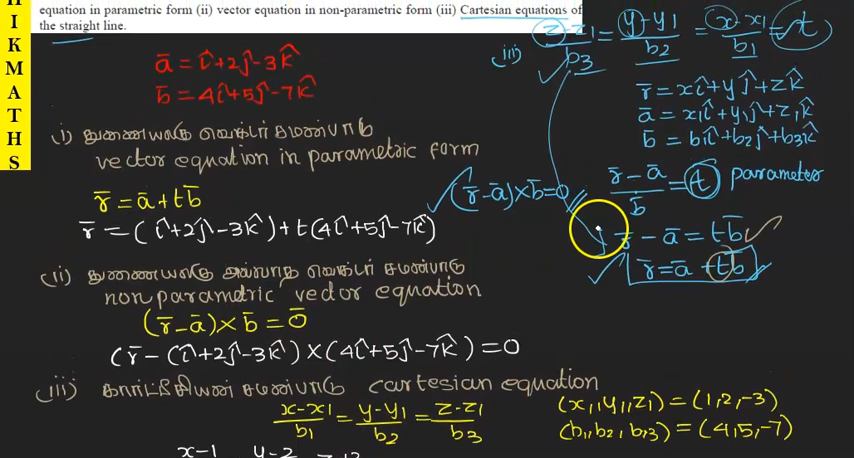 HIKMATHS
equation in parametric form (ii) vector equation in non-parametric form (iii) Cartesian equations of
the straight line.
ā = î+2ĵ-3k̂
b̄ = 4î+5ĵ-7k̂
i) துணையலகு வெக்டர் சமன்பாடு
vector equation in parametric form
r̄ = ā + tb̄
r̄ = (î+2ĵ-3k̂) + t(4î+5ĵ-7k̂)
(ii) துணையலகு அல்லாத வெக்டர் சமன்பாடு
non parametric vector equation
(r̄-ā)×b̄ = 0̄
(r̄-(î+2ĵ-3k̂)×(4î+5ĵ-7k̂) = 0
(iii) கார்ட்டீசியன் சமன்பாடு cartesian equation
x-x1/b1 = y-y1/b2 = z-z1/b3
(x1,y1,z1) = (1,2,-3)
(b1,b2,b3) = (4,5,-7)
x-1 y-2
(iii) z-z1/b3 = y-y1/b2 = x-x1/b1 = t
r̄ = xî+yĵ+zk̂
ā = x1î+y1ĵ+z1k̂
b̄ = b1î+b2ĵ+b3k̂
r̄-ā/b̄ = t parameter
(r̄-ā)×b̄=0
r̄-ā = tb̄
r̄=ā+tb̄